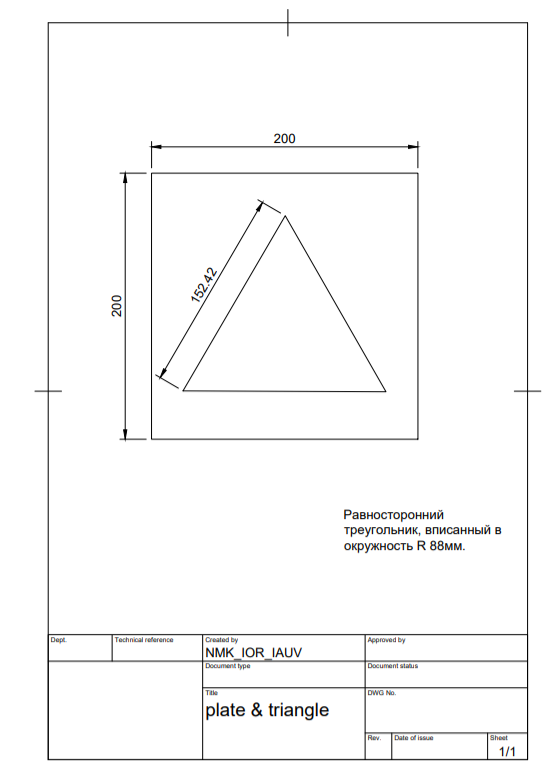 200
152.42
200
Равносторонний
треугольник, вписанный в
окружность R 88мм.
Dept.
Technical reference
Created by
Approved by
NMK_IOR_IAUV
Document type
Document status
Title
DWG No.
plate & triangle
Rev.
Date of issue
Sheet
1/1